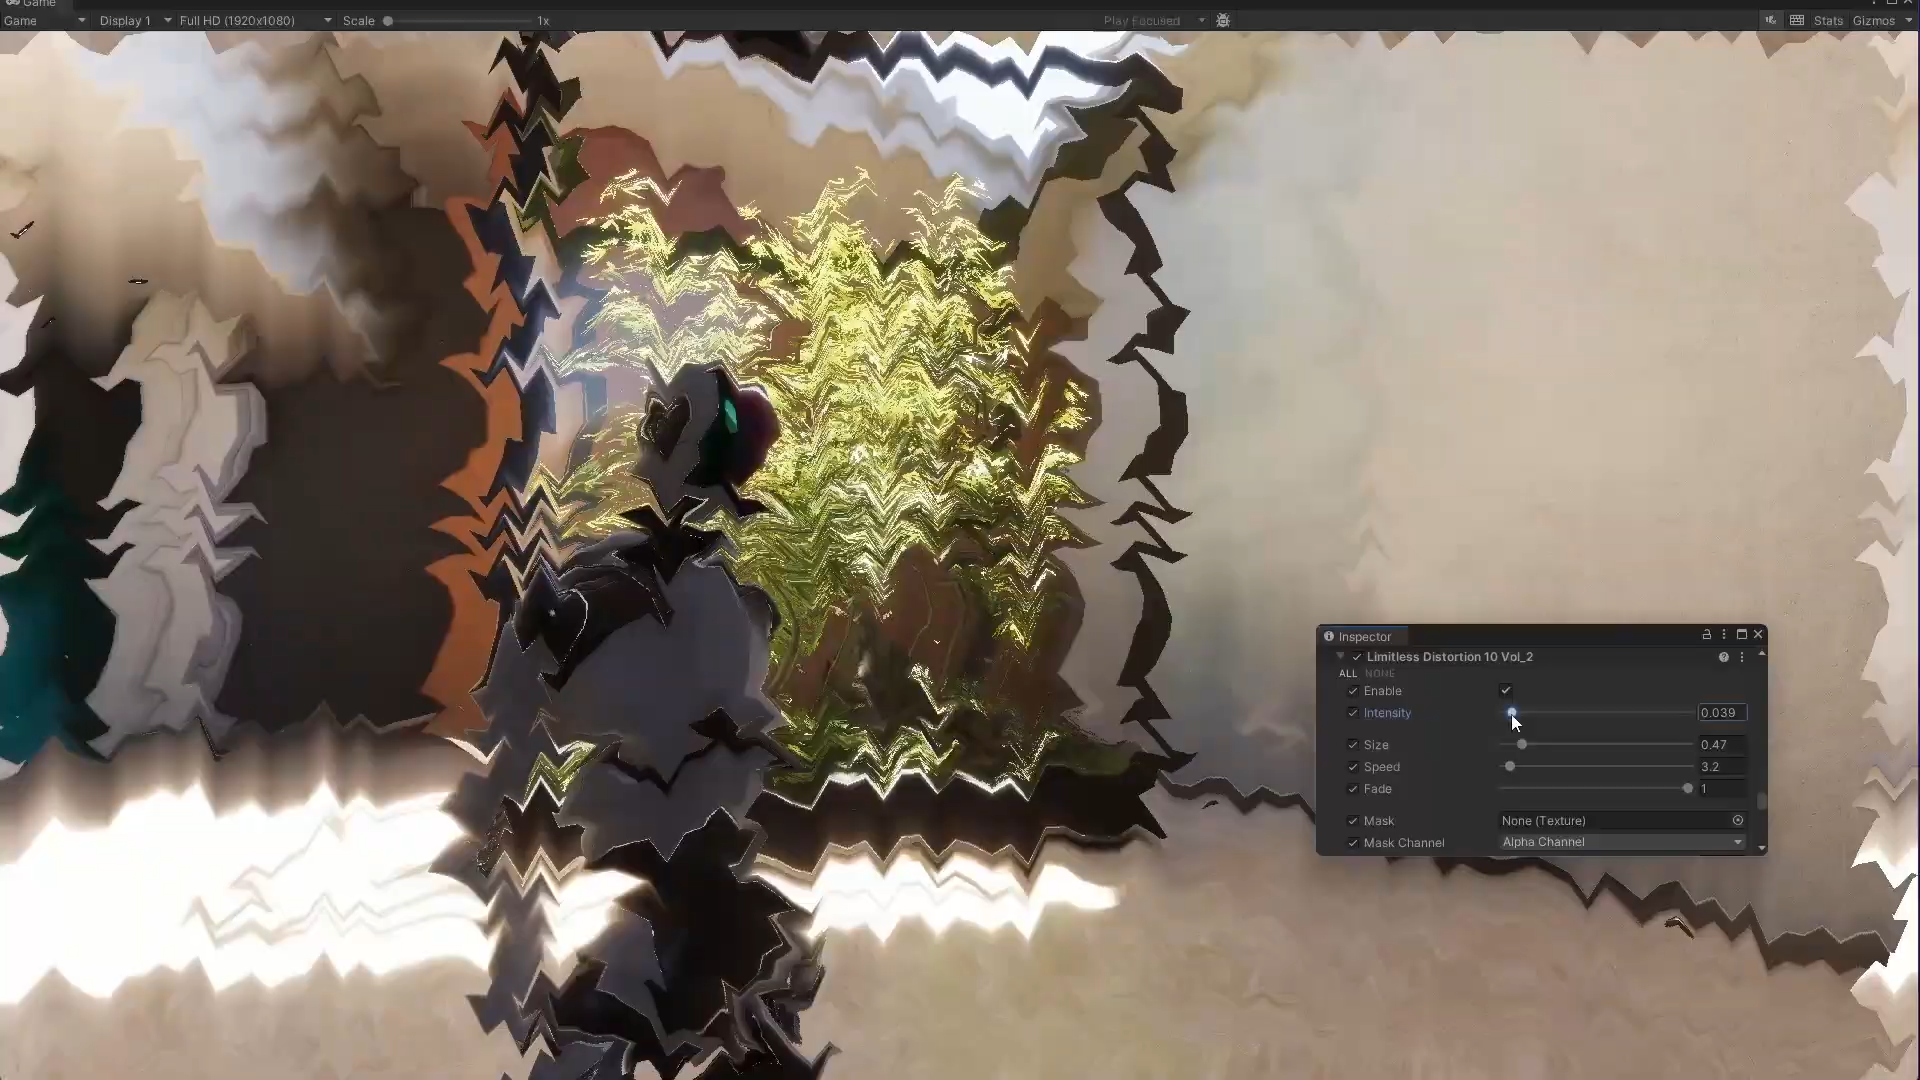 Game
Game Display 1 Full HD (1920x1080) Scale 1x Play Focused Stats Gizmos
Inspector
Limitless Distortion 10 Vol_2
ALL NONE
Enable
Intensity 0.039
Size 0.47
Speed 3.2
Fade 1
Mask None (Texture)
Mask Channel Alpha Channel